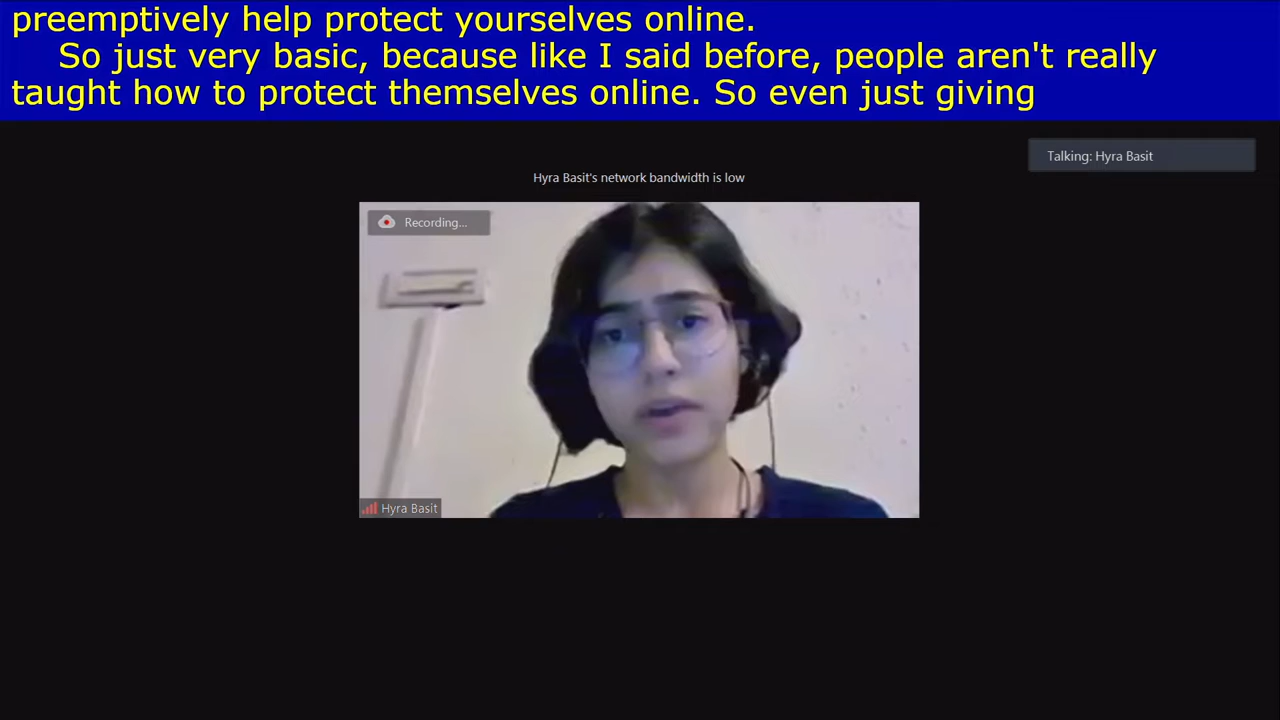 preemptively help protect yourselves online.
So just very basic, because like I said before, people aren't really
taught how to protect themselves online. So even just giving
Talking: Hyra Basit
Hyra Basit's network bandwidth is low
Recording...
Hyra Basit